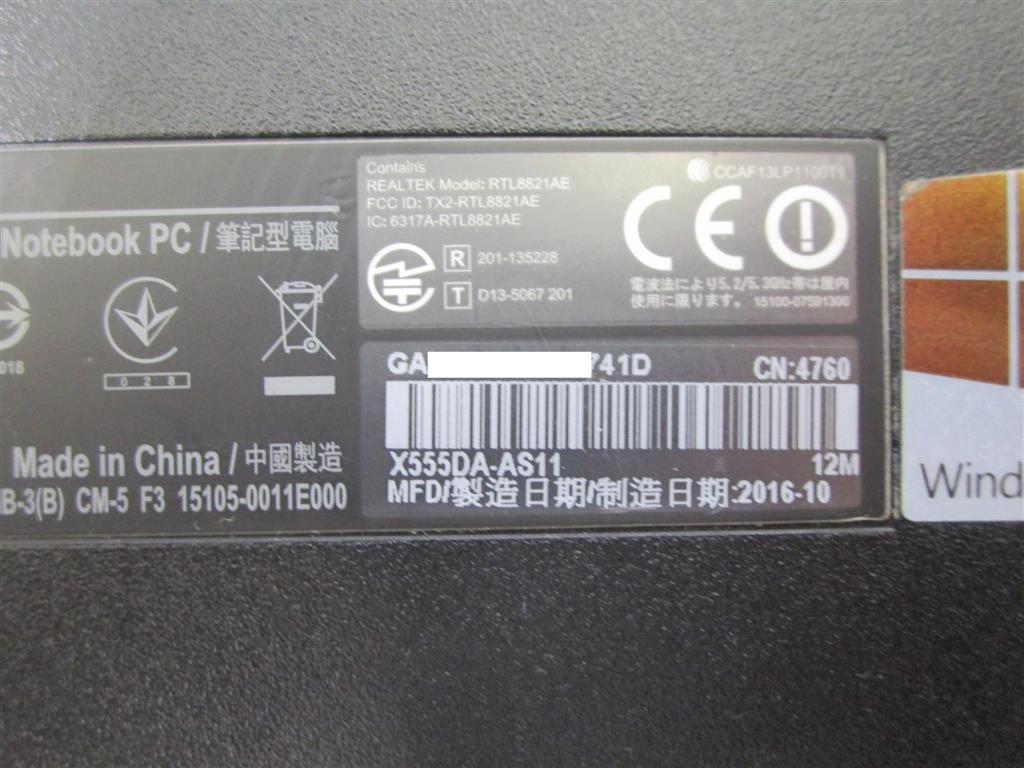 Contains
REALTEK Model: RTL8821AE
FCC ID: TX2-RTL8821AE
IC: 6317A-RTL8821AE
CCAF13LP1100T1
R 201-135228
T D13-5067 201
電波法により5.2/5.3GHz帯は屋内
使用に限ります。 15100-07591300
Notebook PC / 筆記型電腦
018
028
GA 741D CN:4760
X555DA-AS11 12M
MFD/製造日期/制造日期:2016-10
Made in China / 中國製造
B-3(B) CM-5 F3 15105-0011E000
Wind